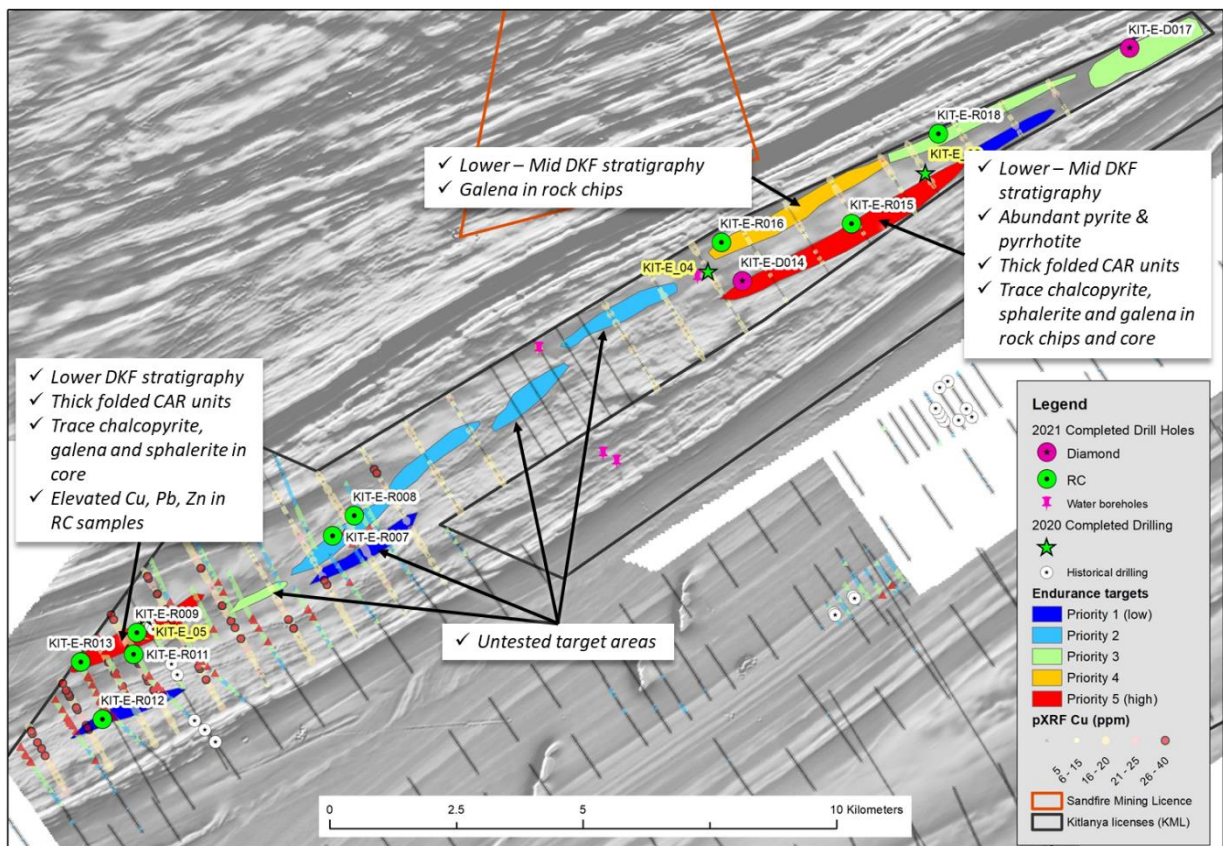 KIT-E-D017
KIT-E-R018
✓ Lower – Mid DKF stratigraphy
✓ Galena in rock chips
✓ Lower – Mid DKF
stratigraphy
✓ Abundant pyrite &
pyrrhotite
✓ Thick folded CAR units
✓ Trace chalcopyrite,
sphalerite and galena in
rock chips and core
KIT-E-R016
KIT-E-R015
KIT-E_04
KIT-E-D014
✓ Lower DKF stratigraphy
✓ Thick folded CAR units
✓ Trace chalcopyrite,
galena and sphalerite in
core
✓ Elevated Cu, Pb, Zn in
RC samples
KIT-E-R008
KIT-E-R007
KIT-E-R009
KIT-E_05
KIT-E-R013
KIT-E-R011
KIT-E-R012
✓ Untested target areas
Legend
2021 Completed Drill Holes
Diamond
RC
Water boreholes
2020 Completed Drilling
Historical drilling
Endurance targets
Priority 1 (low)
Priority 2
Priority 3
Priority 4
Priority 5 (high)
pXRF Cu (ppm)
5
6 - 15
16 - 20
21 - 25
26 - 40
Sandfire Mining Licence
Kitlanya licenses (KML)
0 2.5 5 10 Kilometers